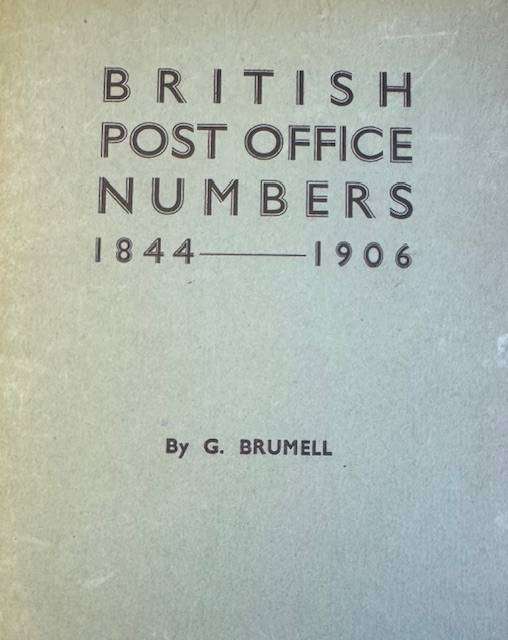 BRITISH
POST OFFICE
NUMBERS
1844—1906
By G. BRUMELL